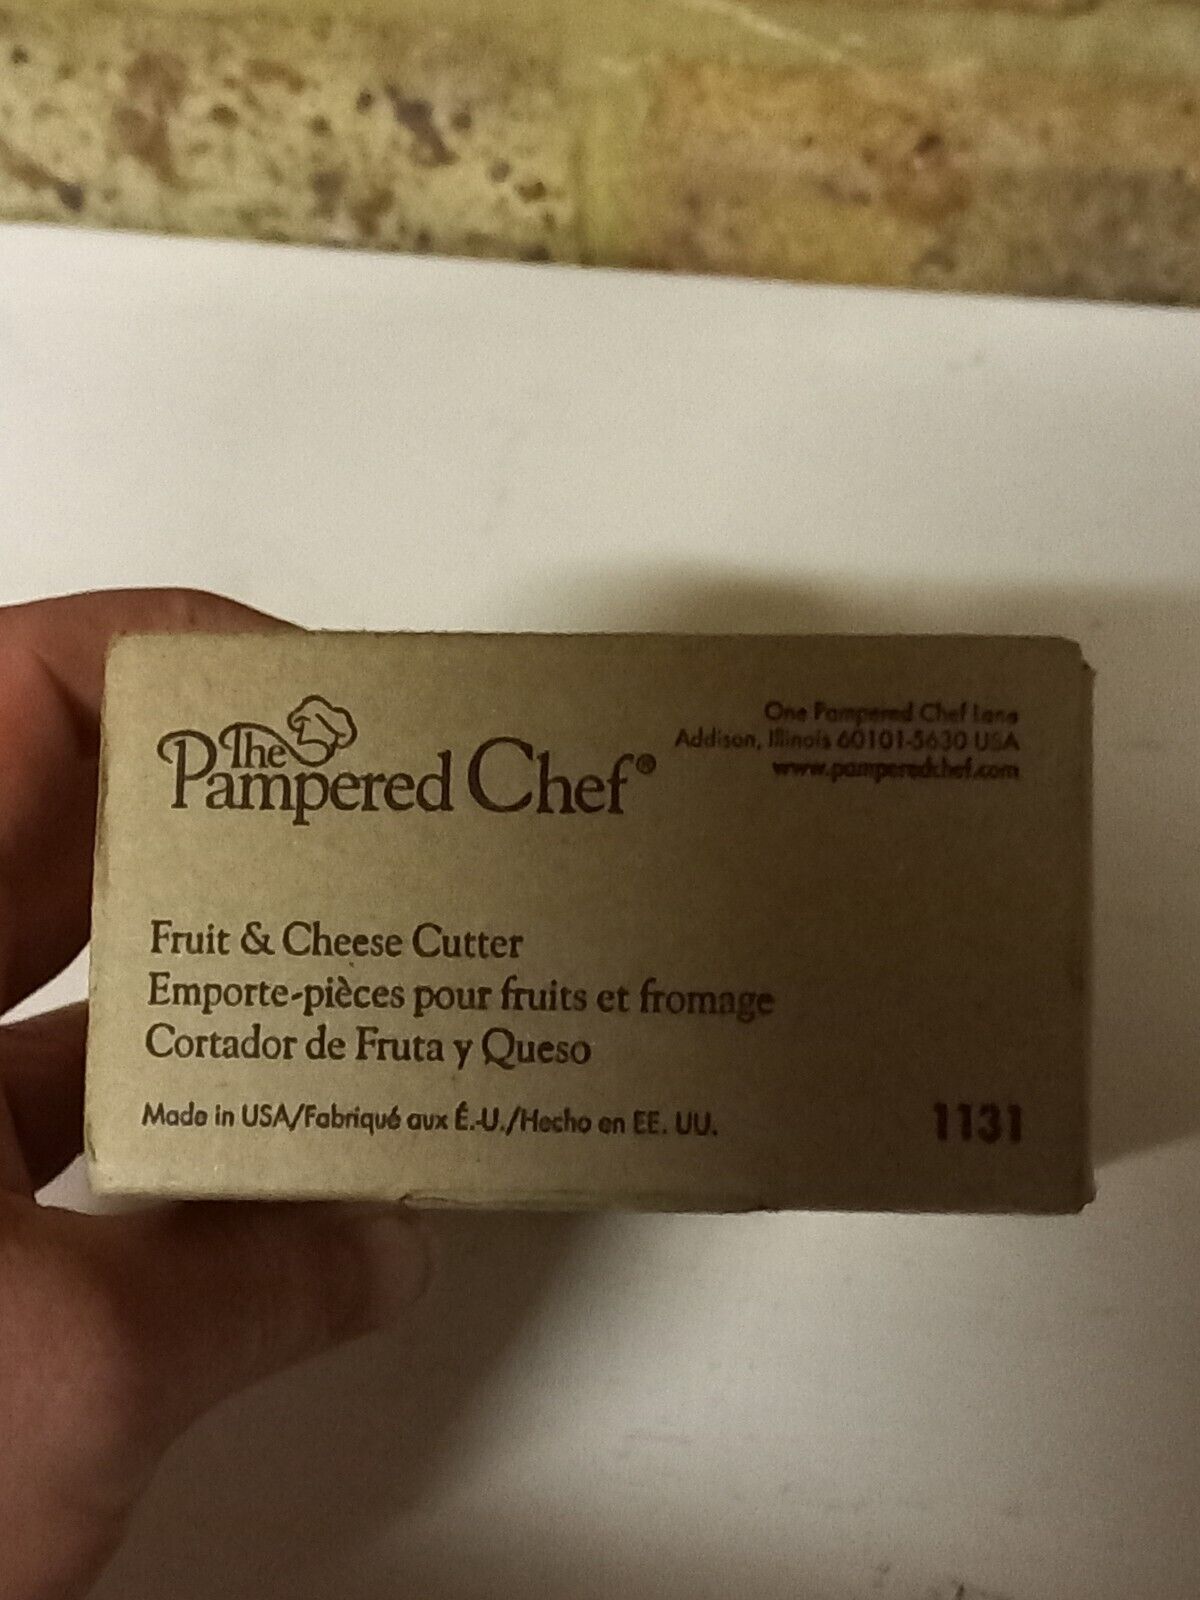 The
Pampered Chef®
One Pampered Chef Lane
Addison, Illinois 60101-5630 USA
www.pamperedchef.com
Fruit & Cheese Cutter
Emporte-pièces pour fruits et fromage
Cortador de Fruta y Queso
Made in USA/Fabriqué aux É.-U./Hecho en EE. UU.
1131